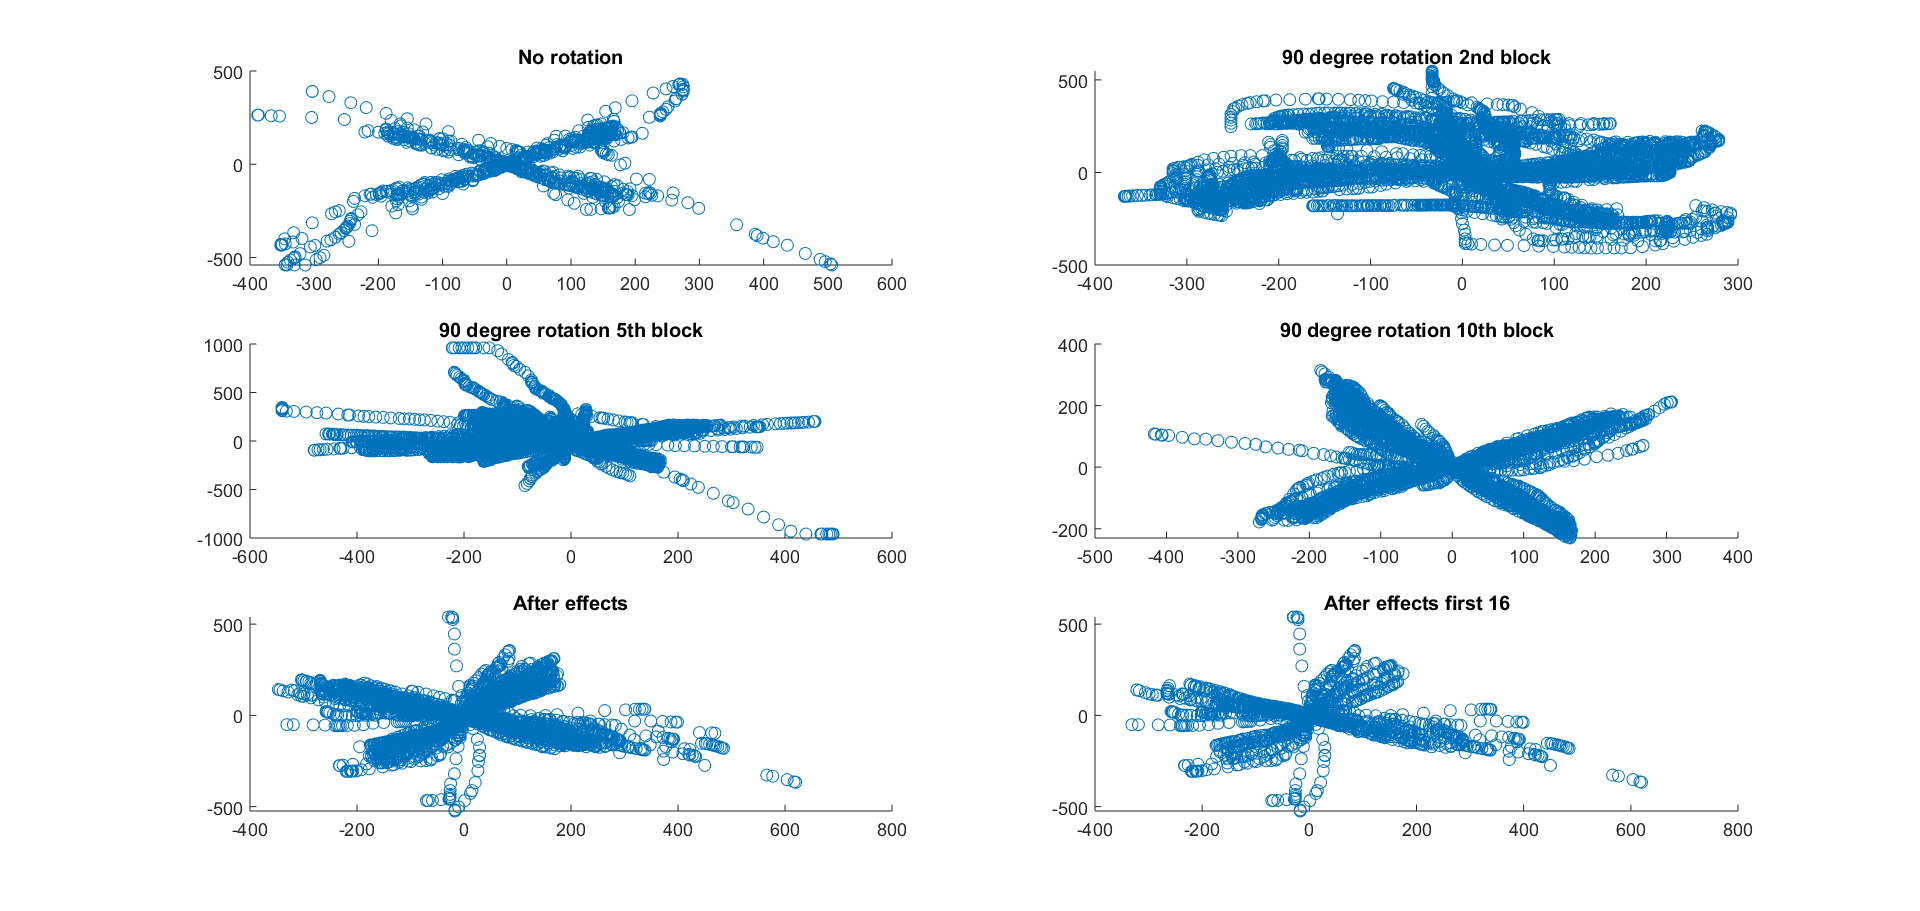 No rotation
500
0
-500
-400 -300 -200 -100 0 100 200 300 400 500 600
90 degree rotation 2nd block
500
0
-500
-400 -300 -200 -100 0 100 200 300
90 degree rotation 5th block
1000
500
0
-500
-1000
-600 -400 -200 0 200 400 600
90 degree rotation 10th block
400
200
0
-200
-500 -400 -300 -200 -100 0 100 200 300 400
After effects
500
0
-500
-400 -200 0 200 400 600 800
After effects first 16
500
0
-500
-400 -200 0 200 400 600 800